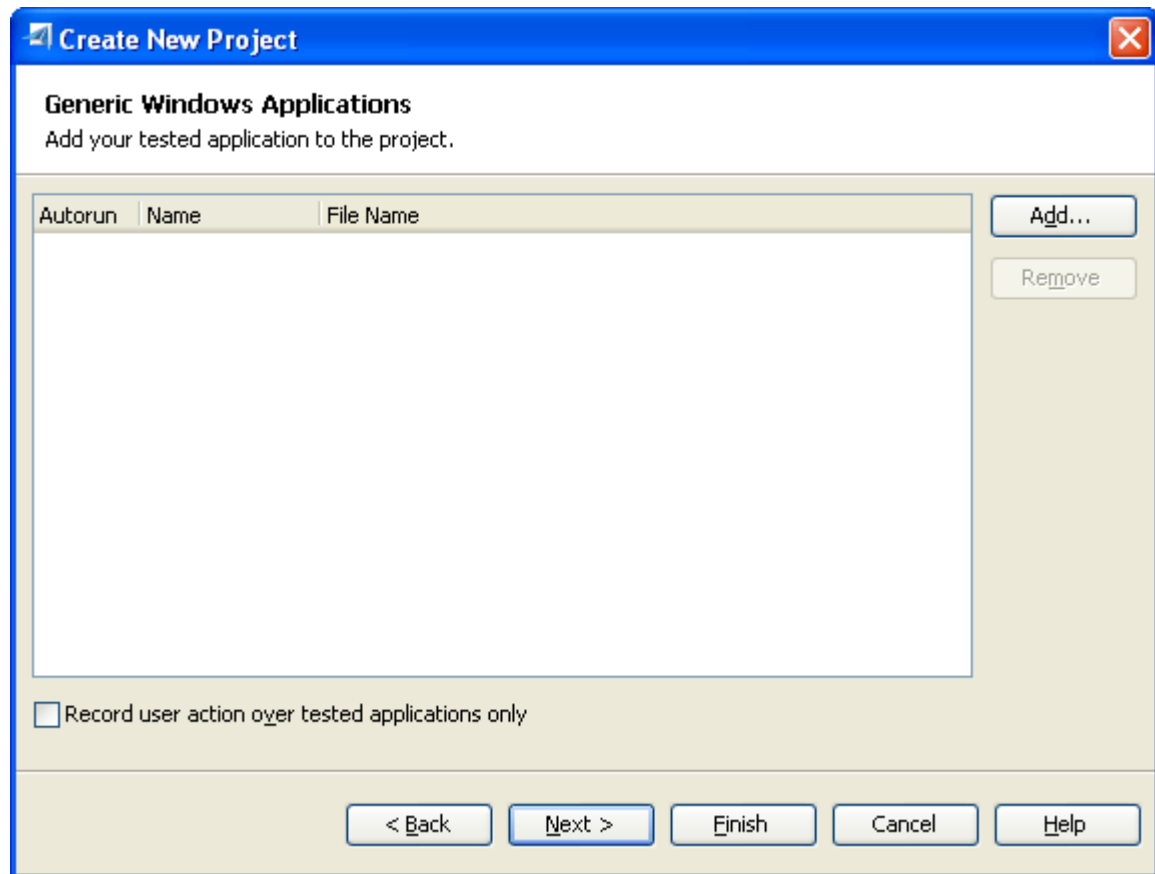 Create New Project
Generic Windows Applications
Add your tested application to the project.
Autorun Name File Name
Add...
Remove
Record user action over tested applications only
< Back Next > Finish Cancel Help